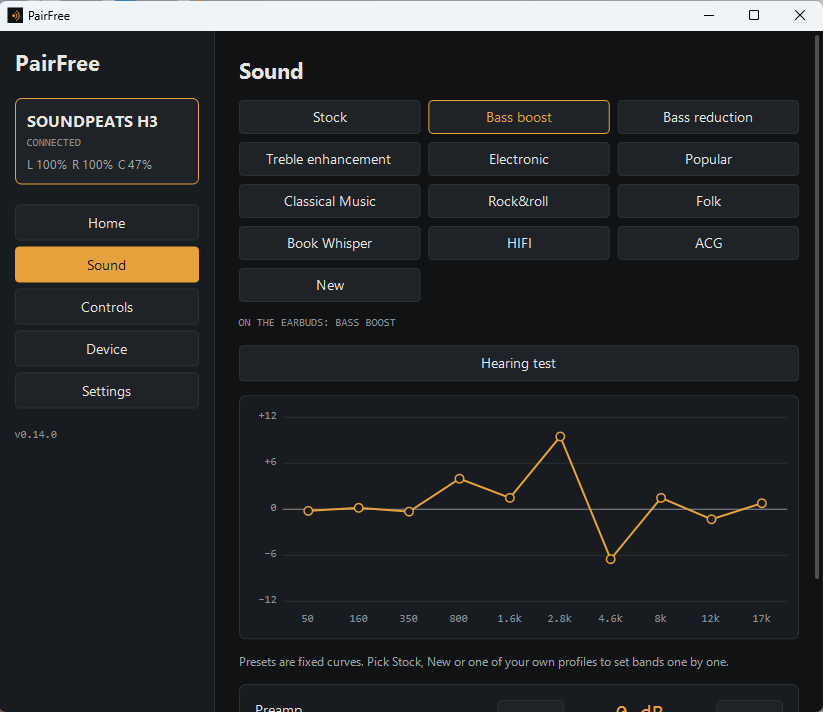 PairFree
PairFree
SOUNDPEATS H3
CONNECTED
L 100% R 100% C 47%
Home
Sound
Controls
Device
Settings
v0.14.0
Sound
Stock Bass boost Bass reduction
Treble enhancement Electronic Popular
Classical Music Rock&roll Folk
Book Whisper HIFI ACG
New
ON THE EARBUDS: BASS BOOST
Hearing test
+12
+6
0
−6
−12
50 160 350 800 1.6k 2.8k 4.6k 8k 12k 17k
Presets are fixed curves. Pick Stock, New or one of your own profiles to set bands one by one.
Preamp 0 dB